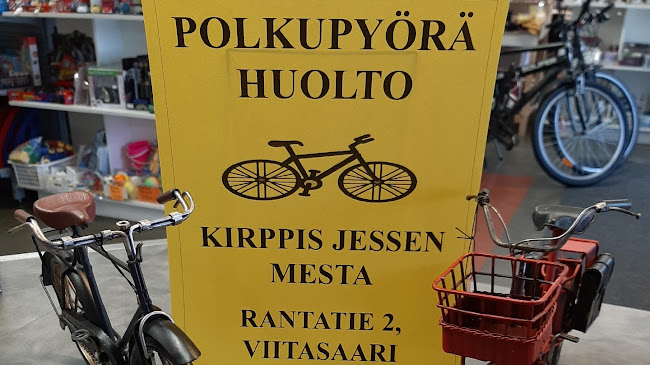 POLKUPYÖRÄ
HUOLTO
KIRPPIS JESSEN
MESTA
RANTATIE 2,
VIITASAARI